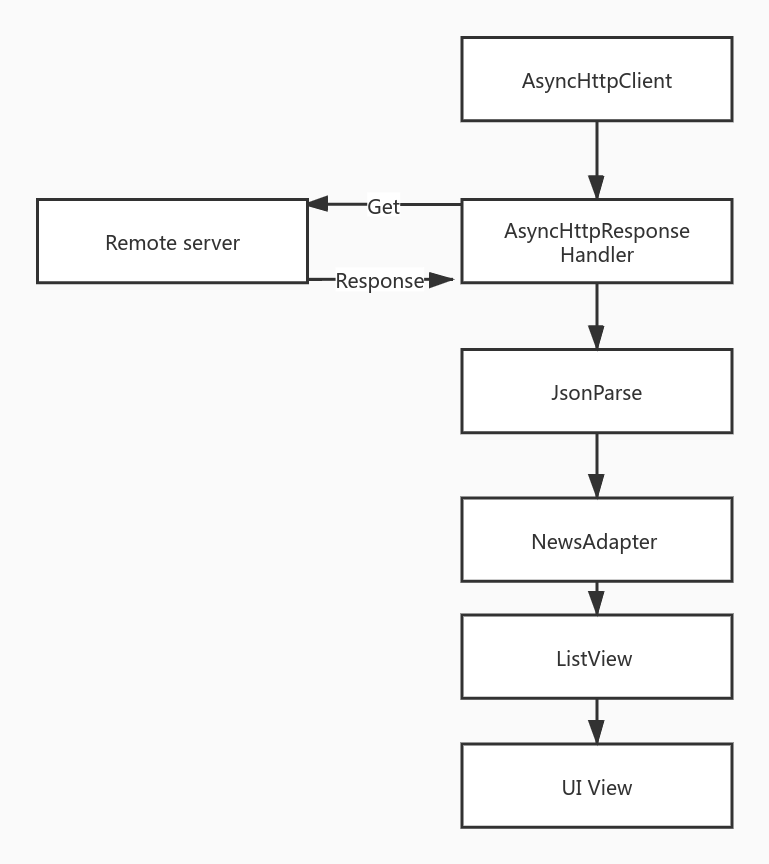 AsyncHttpClient
Get
Remote server
AsyncHttpResponse
Handler
Response
JsonParse
NewsAdapter
ListView
UI View